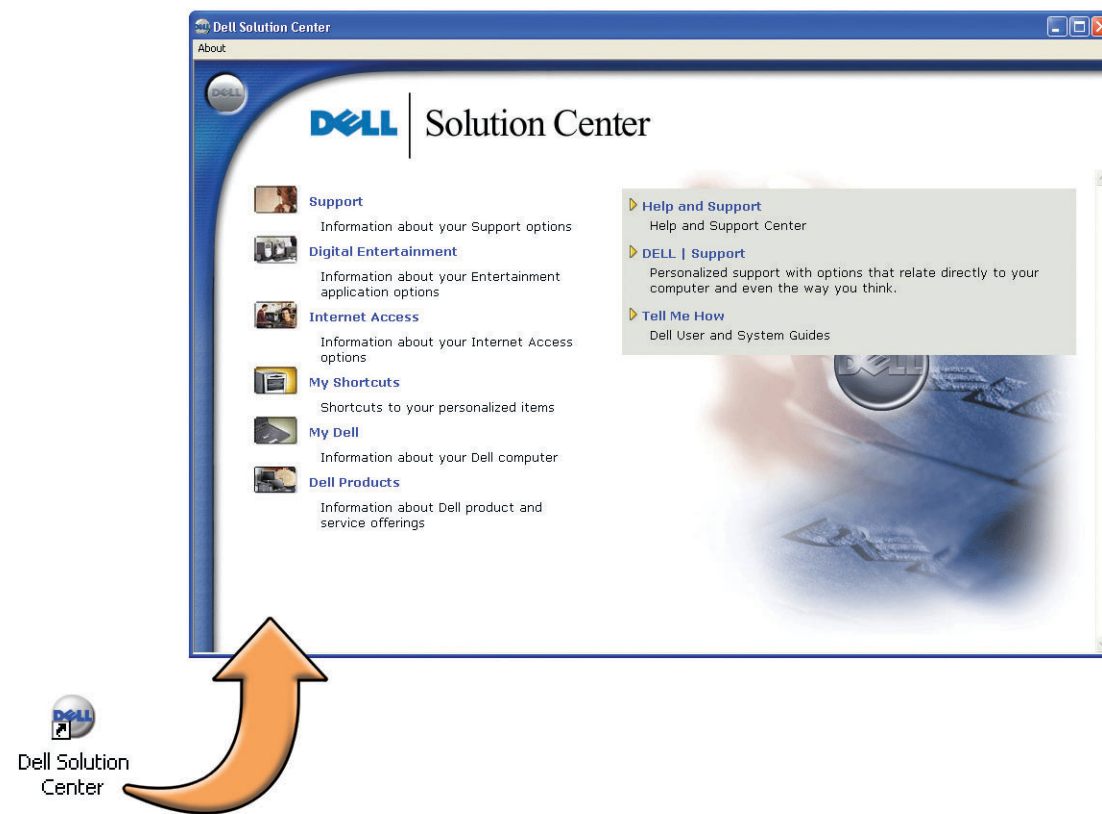 Dell Solution Center
About
DELL
DELL | Solution Center
Support
Information about your Support options
Digital Entertainment
Information about your Entertainment
application options
Internet Access
Information about your Internet Access
options
My Shortcuts
Shortcuts to your personalized items
My Dell
Information about your Dell computer
Dell Products
Information about Dell product and
service offerings
Help and Support
Help and Support Center
DELL | Support
Personalized support with options that relate directly to your
computer and even the way you think.
Tell Me How
Dell User and System Guides
DELL
DELL
Dell Solution
Center